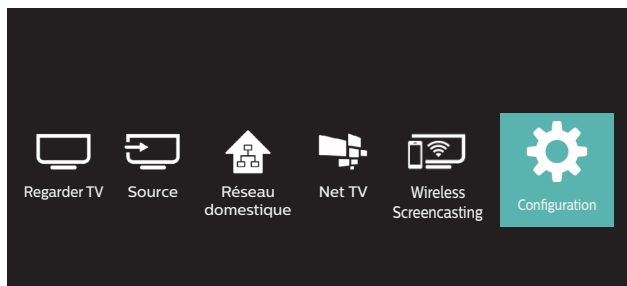 Regarder TV
Source
Réseau
domestique
Net TV
Wireless
Screencasting
Configuration